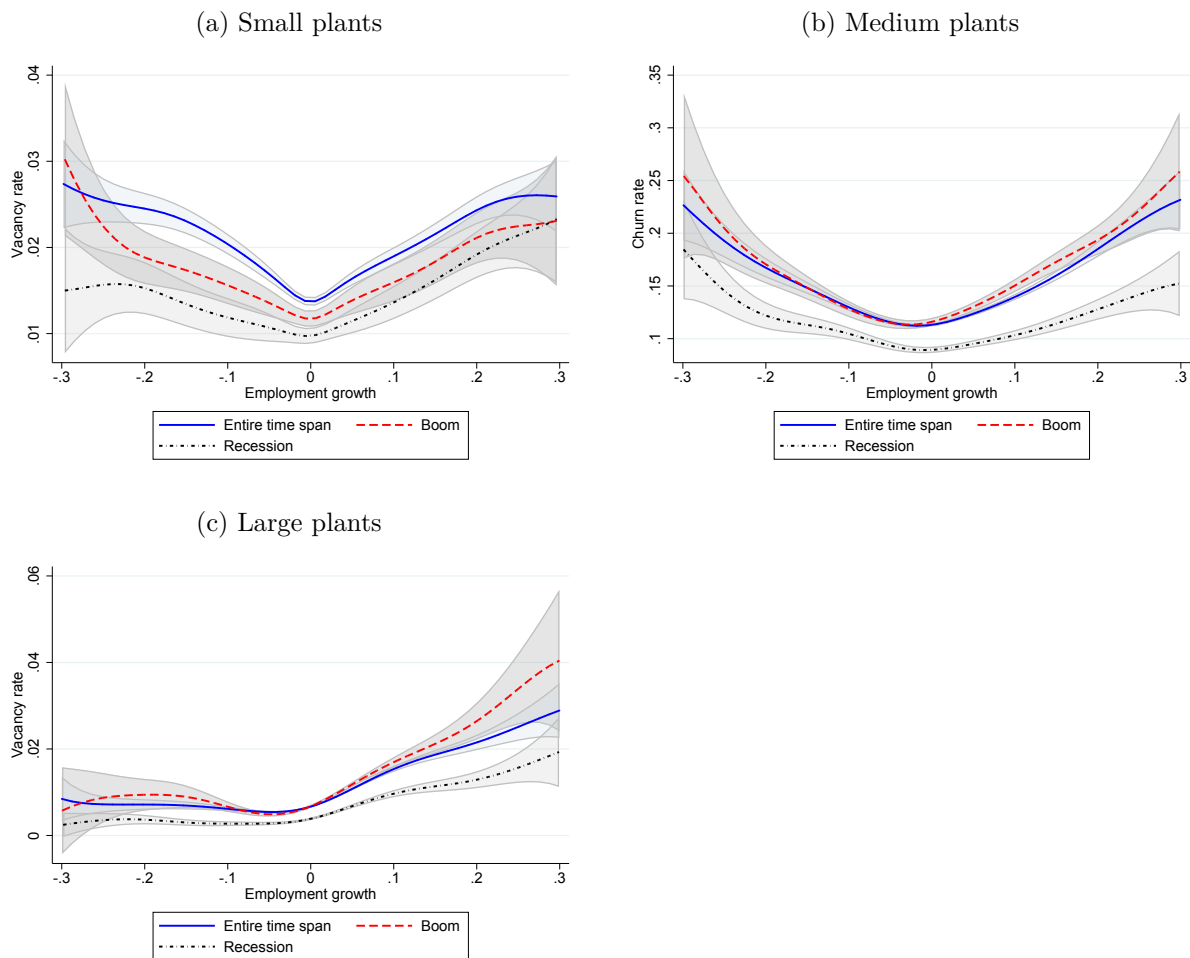 (a) Small plants
Vacancy rate
.04
.03
.02
.01
-.3 -.2 -.1 0 .1 .2 .3
Employment growth
Entire time span Boom
Recession
(b) Medium plants
Churn rate
.35
.3
.25
.2
.15
.1
-.3 -.2 -.1 0 .1 .2 .3
Employment growth
Entire time span Boom
Recession
(c) Large plants
Vacancy rate
.06
.04
.02
0
-.3 -.2 -.1 0 .1 .2 .3
Employment growth
Entire time span Boom
Recession